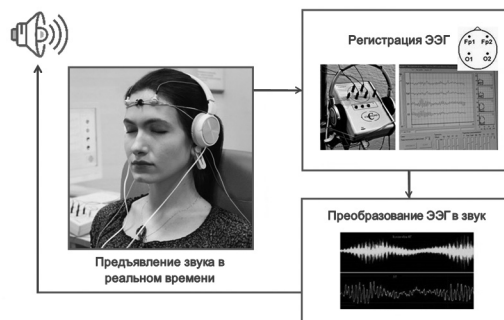 Регистрация ЭЭГ
Fp1 Fp2
O1 O2
Преобразование ЭЭГ в звук
Предъявление звука в
реальном времени